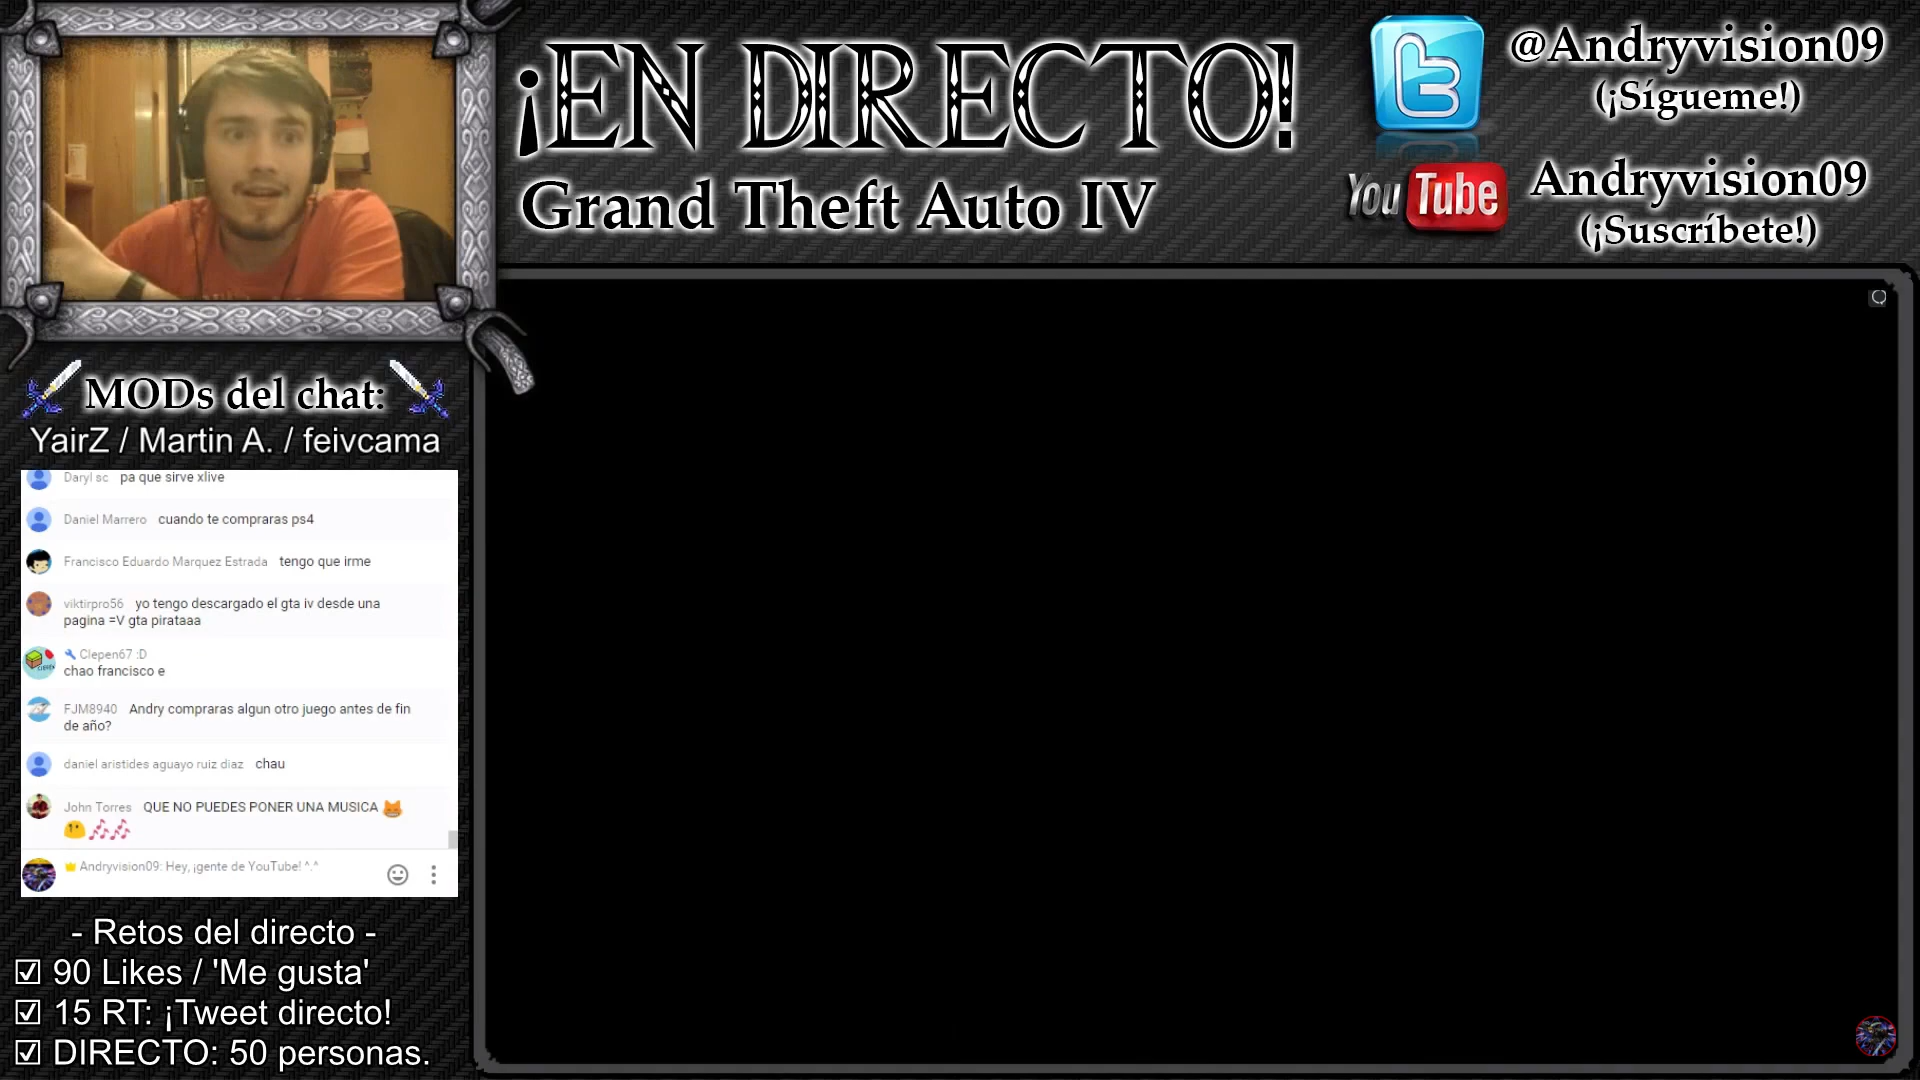 ¡EN DIRECTO!
Grand Theft Auto IV
@Andryvision09
(¡Sígueme!)
You Tube
Andryvision09
(¡Suscríbete!)
MODs del chat:
YairZ / Martin A. / feivcama
Daryl sc pa que sirve xlive
Daniel Marrero cuando te compraras ps4
Francisco Eduardo Marquez Estrada tengo que irme
viktirpro56 yo tengo descargado el gta iv desde una
pagina =V gta pirataaa
Clepen67 :D
chao francisco e
FJM8940 Andry compraras algun otro juego antes de fin
de año?
daniel aristides aguayo ruiz diaz chau
John Torres QUE NO PUEDES PONER UNA MUSICA
Andryvision09: Hey, ¡gente de YouTube! ^.^
- Retos del directo -
☑ 90 Likes / 'Me gusta'
☑ 15 RT: ¡Tweet directo!
☑ DIRECTO: 50 personas.